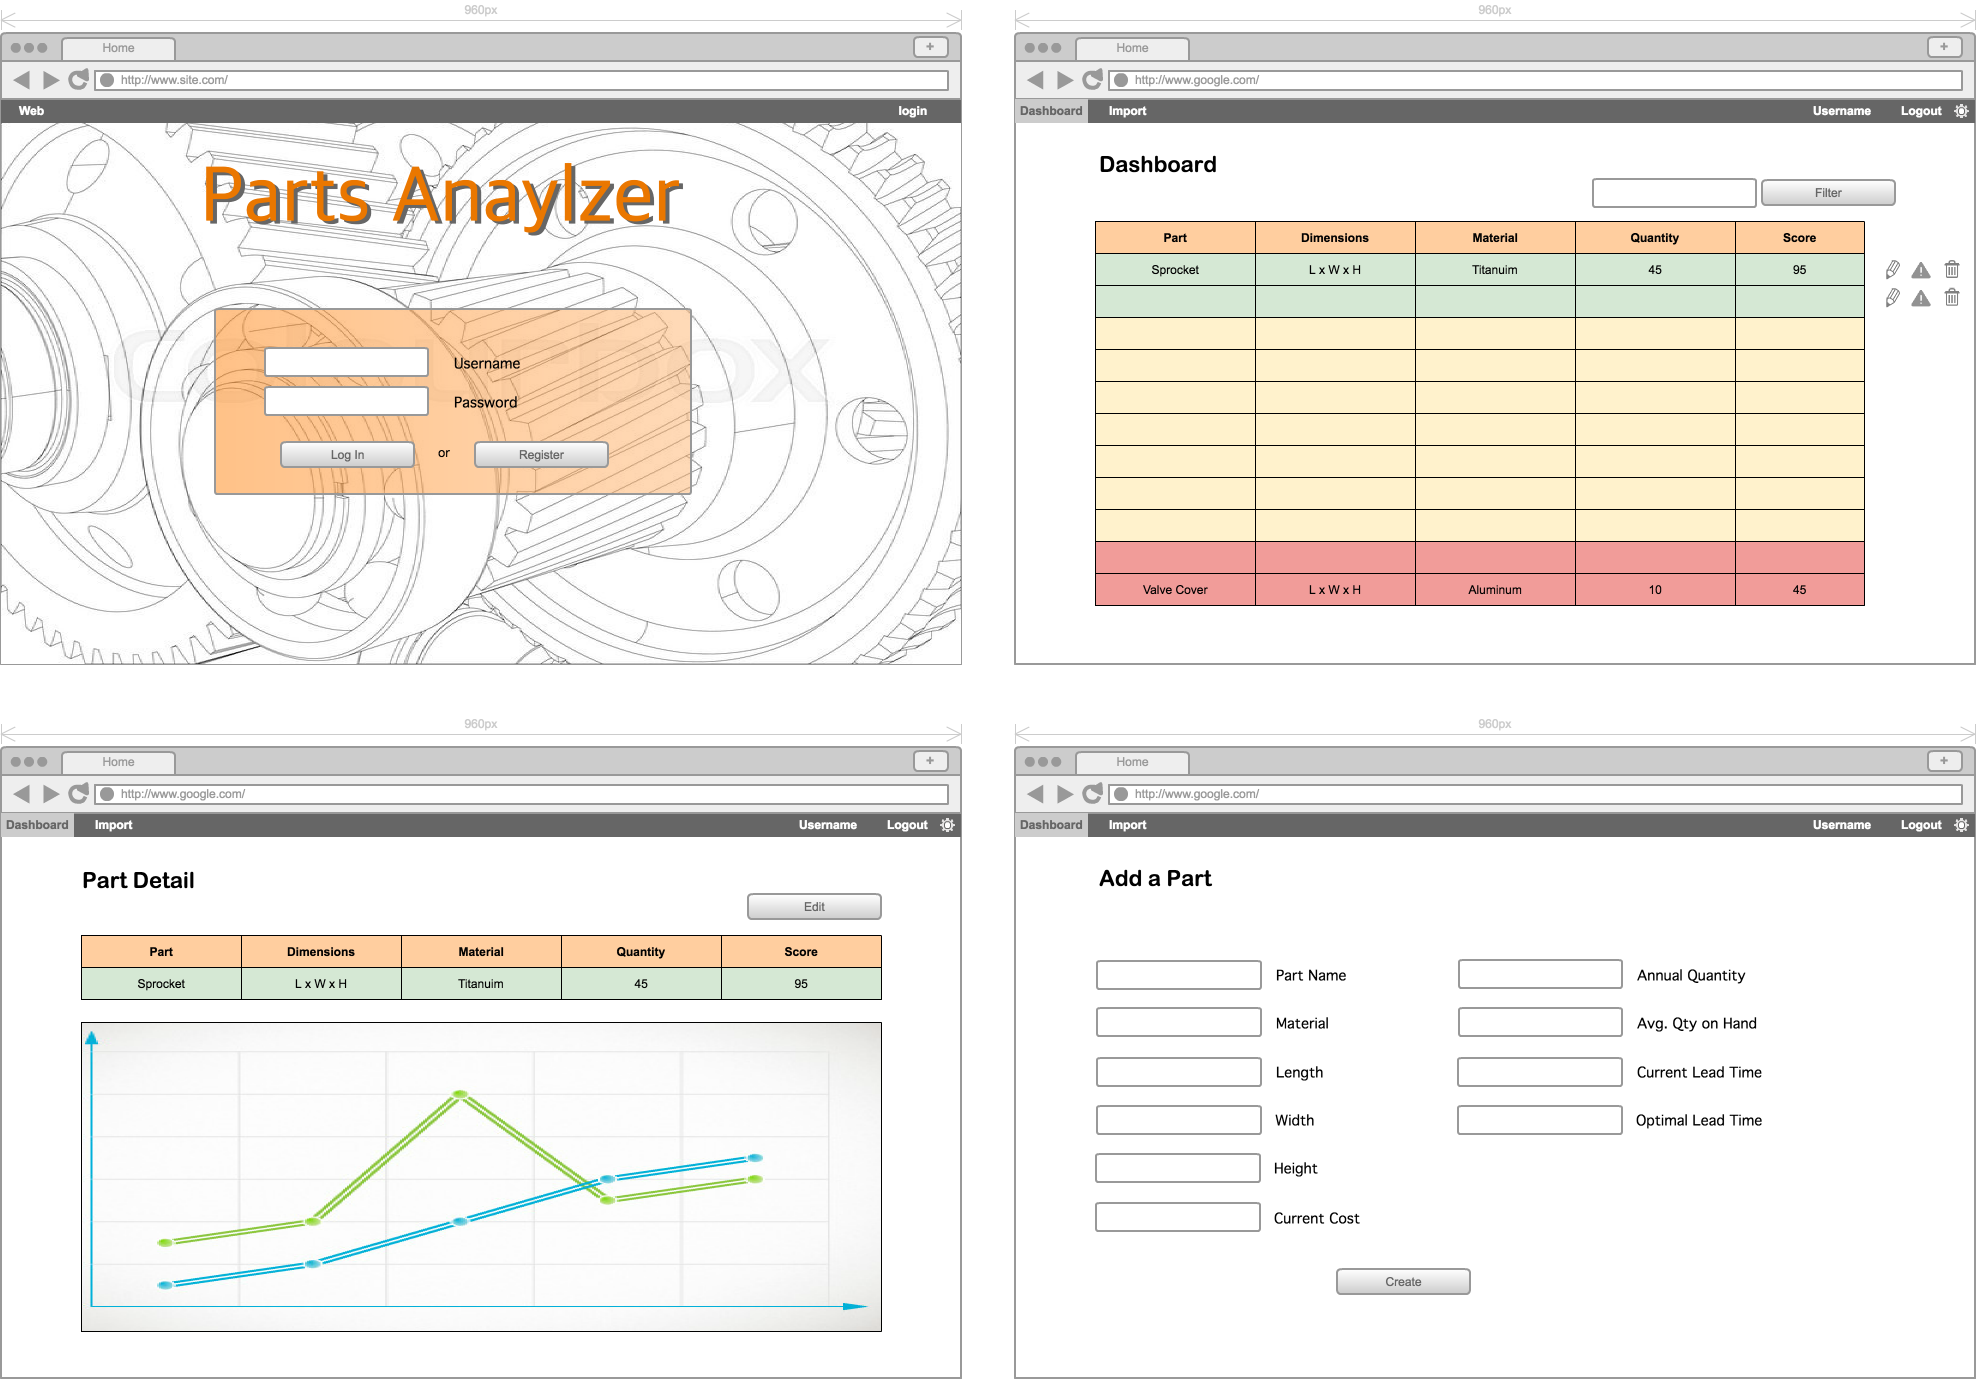 960px
Home
+
http://www.site.com/
Web login
Parts Anaylzer
Username
Password
Log In or Register
960px
Home
+
http://www.google.com/
Dashboard Import Username Logout
Dashboard
Filter
Part Dimensions Material Quantity Score
Sprocket L x W x H Titanuim 45 95
Valve Cover L x W x H Aluminum 10 45
960px
Home
+
http://www.google.com/
Dashboard Import Username Logout
Part Detail
Edit
Part Dimensions Material Quantity Score
Sprocket L x W x H Titanuim 45 95
960px
Home
+
http://www.google.com/
Dashboard Import Username Logout
Add a Part
Part Name Annual Quantity
Material Avg. Qty on Hand
Length Current Lead Time
Width Optimal Lead Time
Height
Current Cost
Create